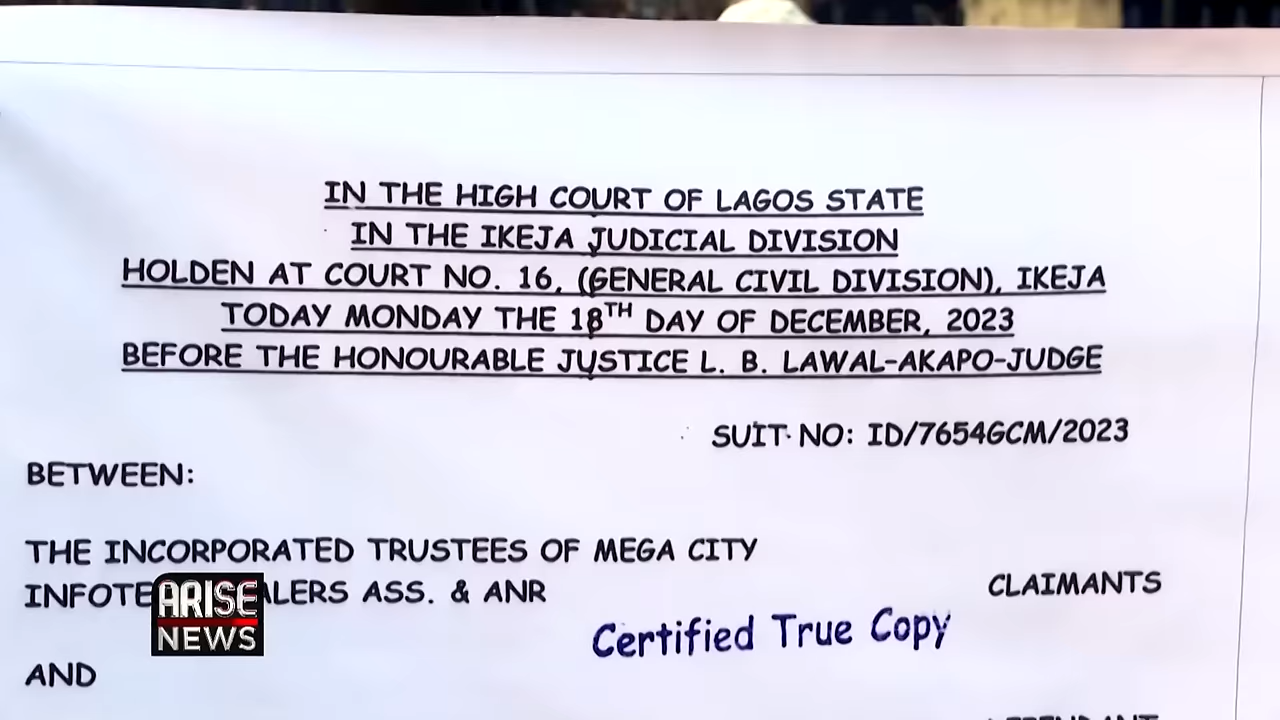 IN THE HIGH COURT OF LAGOS STATE
IN THE IKEJA JUDICIAL DIVISION
HOLDEN AT COURT NO. 16, (GENERAL CIVIL DIVISION), IKEJA
TODAY MONDAY THE 18TH DAY OF DECEMBER, 2023
BEFORE THE HONOURABLE JUSTICE L. B. LAWAL-AKAPO-JUDGE
SUIT NO: ID/7654GCM/2023
BETWEEN:
THE INCORPORATED TRUSTEES OF MEGA CITY
ASS. & ANR CLAIMANTS
ARISE
NEWS
Certified True Copy
AND